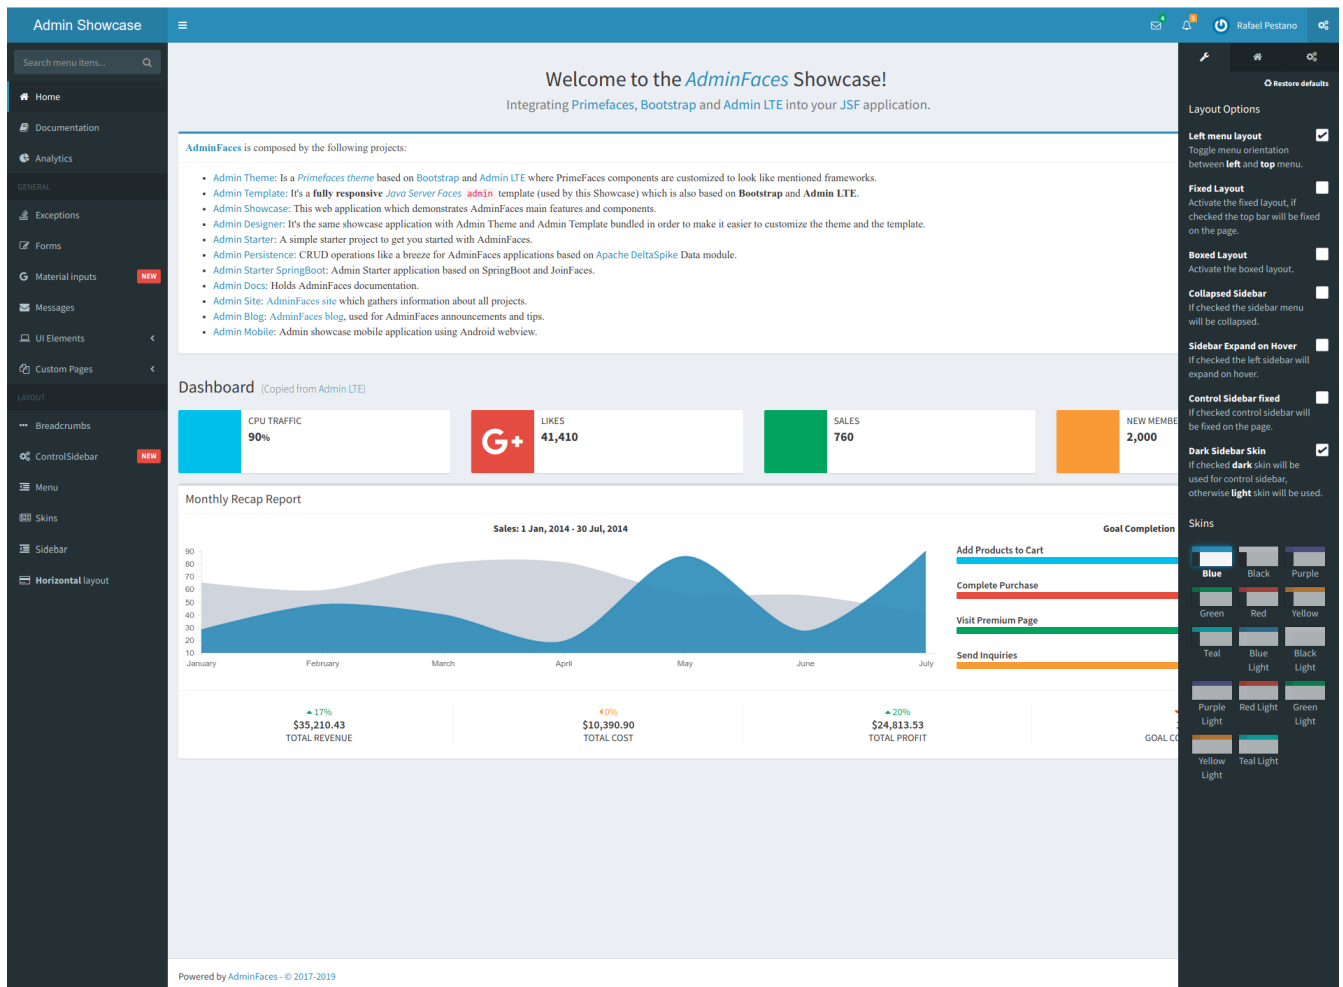 Admin Showcase
4
3
Rafael Pestano
Search menu itens...
Home
Documentation
Analytics
GENERAL
Exceptions
Forms
Material inputs NEW
Messages
UI Elements
Custom Pages
LAYOUT
Breadcrumbs
ControlSidebar NEW
Menu
Skins
Sidebar
Horizontal layout
Welcome to the AdminFaces Showcase!
Integrating Primefaces, Bootstrap and Admin LTE into your JSF application.
AdminFaces is composed by the following projects:
• Admin Theme: Is a Primefaces theme based on Bootstrap and Admin LTE where PrimeFaces components are customized to look like mentioned frameworks.
• Admin Template: It's a fully responsive Java Server Faces admin template (used by this Showcase) which is also based on Bootstrap and Admin LTE.
• Admin Showcase: This web application which demonstrates AdminFaces main features and components.
• Admin Designer: It's the same showcase application with Admin Theme and Admin Template bundled in order to make it easier to customize the theme and the template.
• Admin Starter: A simple starter project to get you started with AdminFaces.
• Admin Persistence: CRUD operations like a breeze for AdminFaces applications based on Apache DeltaSpike Data module.
• Admin Starter SpringBoot: Admin Starter application based on SpringBoot and JoinFaces.
• Admin Docs: Holds AdminFaces documentation.
• Admin Site: AdminFaces site which gathers information about all projects.
• Admin Blog: AdminFaces blog, used for AdminFaces announcements and tips.
• Admin Mobile: Admin showcase mobile application using Android webview.
Dashboard (Copied from Admin LTE)
CPU TRAFFIC
90%
G+
LIKES
41,410
SALES
760
NEW MEMBE
2,000
Monthly Recap Report
Sales: 1 Jan, 2014 - 30 Jul, 2014
90
80
70
60
50
40
30
20
10
January February March April May June July
Goal Completion
Add Products to Cart
Complete Purchase
Visit Premium Page
Send Inquiries
17%
$35,210.43
TOTAL REVENUE
0%
$10,390.90
TOTAL COST
20%
$24,813.53
TOTAL PROFIT
GOAL CO
Powered by AdminFaces - © 2017-2019
Restore defaults
Layout Options
Left menu layout
Toggle menu orientation
between left and top menu.
Fixed Layout
Activate the fixed layout, if
checked the top bar will be fixed
on the page.
Boxed Layout
Activate the boxed layout.
Collapsed Sidebar
If checked the sidebar menu
will be collapsed.
Sidebar Expand on Hover
If checked the left sidebar will
expand on hover.
Control Sidebar fixed
If checked control sidebar will
be fixed on the page.
Dark Sidebar Skin
If checked dark skin will be
used for control sidebar,
otherwise light skin will be used.
Skins
Blue Black Purple
Green Red Yellow
Teal Blue Light Black Light
Purple Light Red Light Green Light
Yellow Light Teal Light